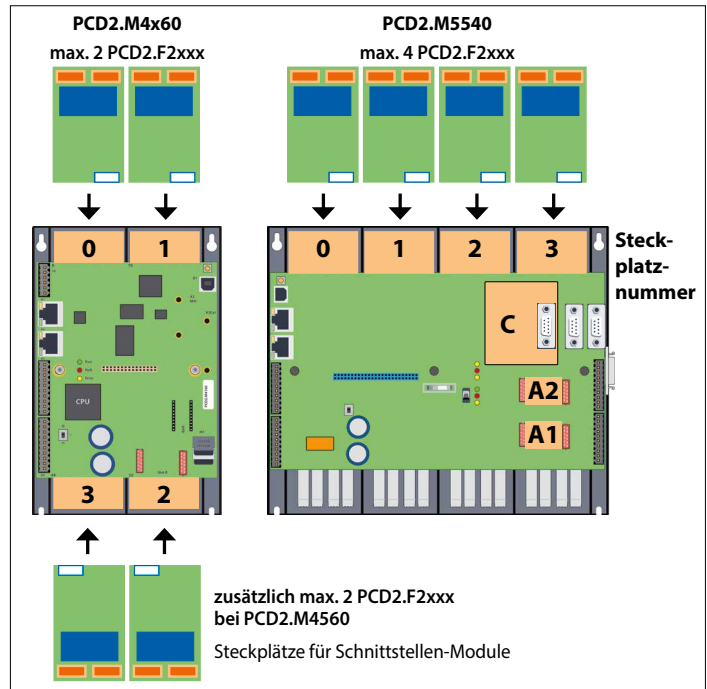 PCD2.M4x60
max. 2 PCD2.F2xxx
PCD2.M5540
max. 4 PCD2.F2xxx
0
1
0
1
2
3
Steck-
platz-
nummer
C
CPU
A2
A1
3
2
zusätzlich max. 2 PCD2.F2xxx
bei PCD2.M4560
Steckplätze für Schnittstellen-Module